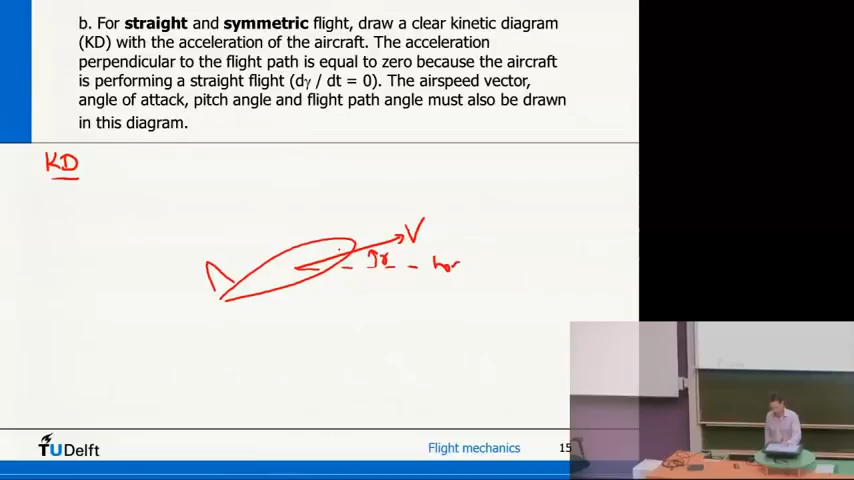 b. For straight and symmetric flight, draw a clear kinetic diagram
(KD) with the acceleration of the aircraft. The acceleration
perpendicular to the flight path is equal to zero because the aircraft
is performing a straight flight (dγ / dt = 0). The airspeed vector,
angle of attack, pitch angle and flight path angle must also be drawn
in this diagram.
KD
V
γ
hor
TUDelft
Flight mechanics
15